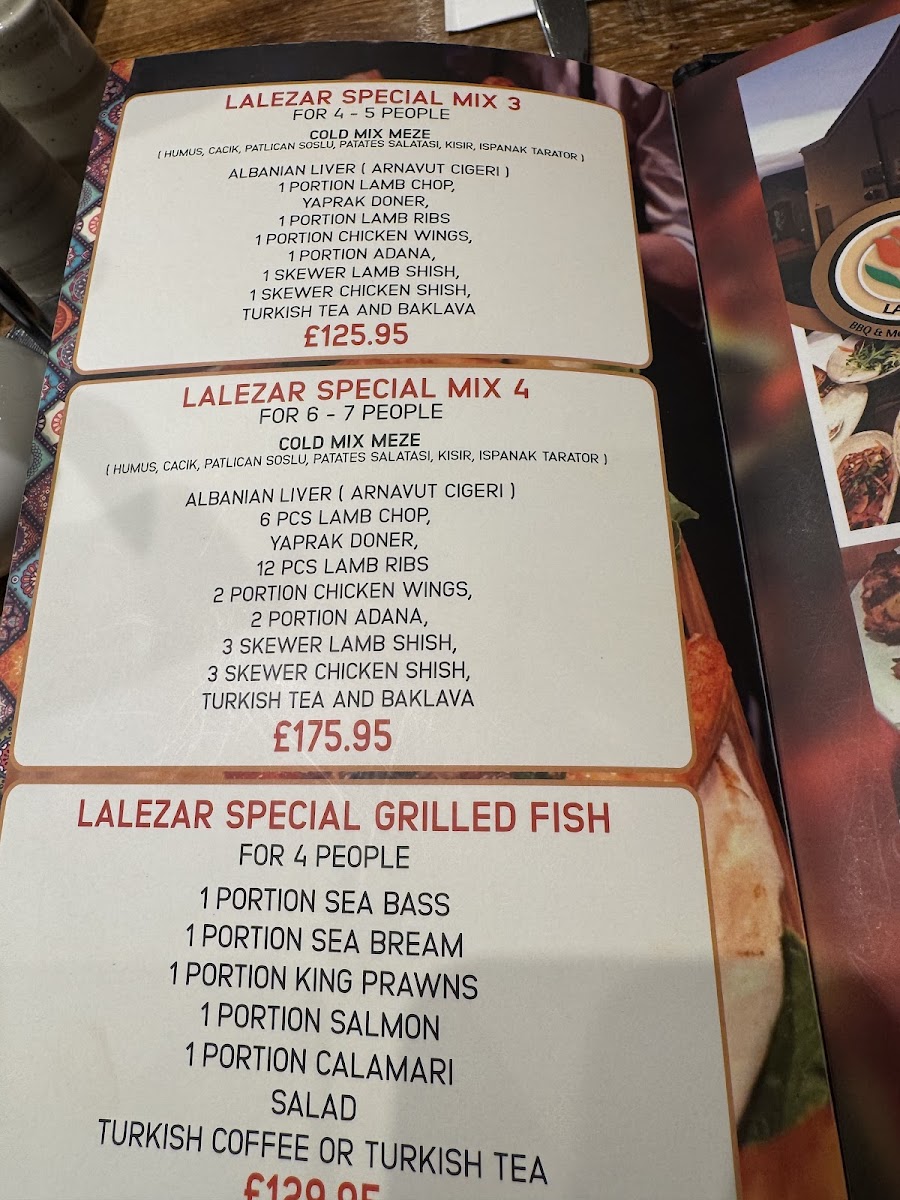 LALEZAR SPECIAL MIX 3
FOR 4 - 5 PEOPLE
COLD MIX MEZE
( HUMUS, CACIK, PATLICAN SOSLU, PATATES SALATASI, KISIR, ISPANAK TARATOR )
ALBANIAN LIVER ( ARNAVUT CIGERI )
1 PORTION LAMB CHOP,
YAPRAK DONER,
1 PORTION LAMB RIBS
1 PORTION CHICKEN WINGS,
1 PORTION ADANA,
1 SKEWER LAMB SHISH,
1 SKEWER CHICKEN SHISH,
TURKISH TEA AND BAKLAVA
£125.95
LALEZAR SPECIAL MIX 4
FOR 6 - 7 PEOPLE
COLD MIX MEZE
( HUMUS, CACIK, PATLICAN SOSLU, PATATES SALATASI, KISIR, ISPANAK TARATOR )
ALBANIAN LIVER ( ARNAVUT CIGERI )
6 PCS LAMB CHOP,
YAPRAK DONER,
12 PCS LAMB RIBS
2 PORTION CHICKEN WINGS,
2 PORTION ADANA,
3 SKEWER LAMB SHISH,
3 SKEWER CHICKEN SHISH,
TURKISH TEA AND BAKLAVA
£175.95
LALEZAR SPECIAL GRILLED FISH
FOR 4 PEOPLE
1 PORTION SEA BASS
1 PORTION SEA BREAM
1 PORTION KING PRAWNS
1 PORTION SALMON
1 PORTION CALAMARI
SALAD
TURKISH COFFEE OR TURKISH TEA
£129.95
LA
BBQ & M